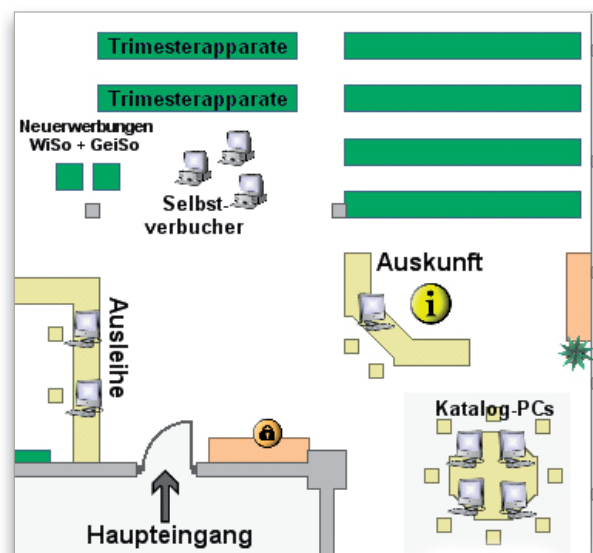 Trimesterapparate
Trimesterapparate
Neuerwerbungen
WiSo + GeiSo
Selbst-
verbucher
Auskunft
i
Ausleihe
Katalog-PCs
Haupteingang